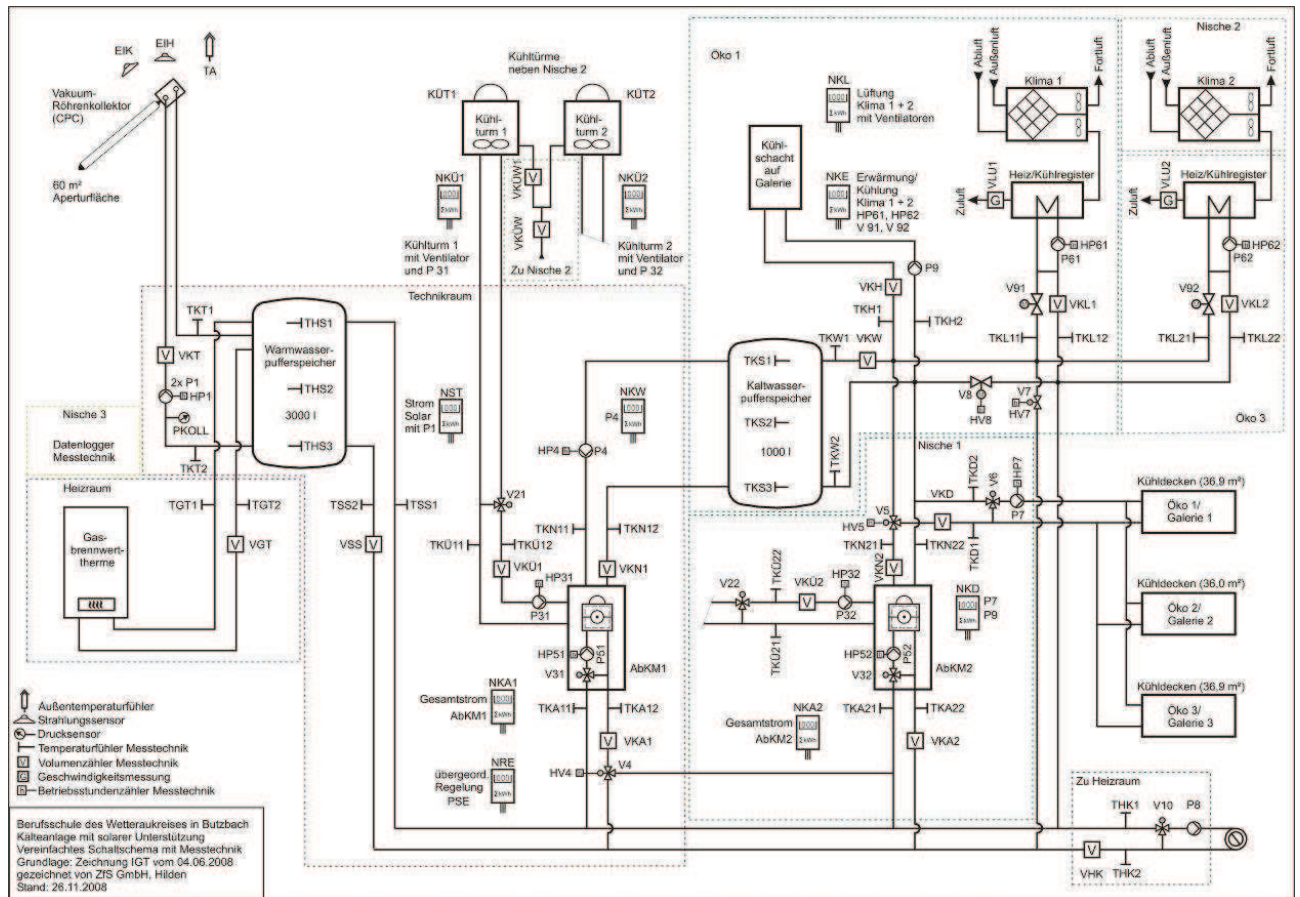 EIK
EIH
TA
Vakuum-
Röhrenkollektor
(CPC)
60 m²
Aperturfläche
Kühltürme
neben Nische 2
KÜT1
KÜT2
Kühl-
turm 1
Kühl-
turm 2
NKÜ1
ΣkWh
VKÜW1
V
VKÜW
V
NKÜ2
ΣkWh
Kühlturm 1
mit Ventilator
und P 31
Zu Nische 2
Kühlturm 2
mit Ventilator
und P 32
Öko 1
NKL
ΣkWh
Lüftung
Klima 1 + 2
mit Ventilatoren
Kühl-
schacht
auf
Galerie
NKE
ΣkWh
Erwärmung/
Kühlung
Klima 1 + 2
HP61, HP62
V 91, V 92
Abluft
Außenluft
Fortluft
Klima 1
Nische 2
Abluft
Außenluft
Fortluft
Klima 2
VLU1
G
Zuluft
Heiz/Kühlregister
VLU2
G
Zuluft
Heiz/Kühlregister
HP61
P61
HP62
P62
P9
V91
V
VKL1
V92
V
VKL2
V
VKH
TKH1
TKH2
TKL11
TKL12
TKL21
TKL22
Technikraum
TKT1
V
VKT
2x P1
HP1
PKOLL
TKT2
THS1
Warmwasser-
pufferspeicher
THS2
3000 l
THS3
Strom
Solar
mit P1
NST
ΣkWh
NKW
P4
ΣkWh
HP4
P4
TKS1
Kaltwasser-
pufferspeicher
TKS2
1000 l
TKS3
TKW1
VKW
V
TKW2
V8
HV8
V7
HV7
Öko 3
Nische 3
Datenlogger
Messtechnik
Heizraum
Gas-
brennwert-
therme
TGT1
TGT2
V
VGT
TSS2
TSS1
VSS
V
V21
TKÜ11
TKÜ12
V
VKÜ1
HP31
P31
TKN11
TKN12
V
VKN1
HP51
P51
V31
AbKM1
Nische 1
TKD2
V6
HP7
VKD
V
P7
TKD1
V5
HV5
TKN21
TKN22
VKN2
V
V22
TKÜ22
VKÜ2
V
HP32
P32
TKÜ21
NKD
ΣkWh
P7
P9
HP52
P52
V32
AbKM2
Kühldecken (36,9 m²)
Öko 1/
Galerie 1
Kühldecken (36,0 m²)
Öko 2/
Galerie 2
Kühldecken (36,9 m²)
Öko 3/
Galerie 3
Gesamtstrom
AbKM1
NKA1
ΣkWh
TKA11
TKA12
V
VKA1
Gesamtstrom
AbKM2
NKA2
ΣkWh
TKA21
TKA22
V
VKA2
übergeord.
Regelung
PSE
NRE
ΣkWh
HV4
V4
Zu Heizraum
THK1
V10
P8
V
VHK
THK2
Außentemperaturfühler
Strahlungssensor
Drucksensor
Temperaturfühler Messtechnik
V Volumenzähler Messtechnik
G Geschwindigkeitsmessung
h Betriebsstundenzähler Messtechnik
Berufsschule des Wetteraukreises in Butzbach
Kälteanlage mit solarer Unterstützung
Vereinfachtes Schaltschema mit Messtechnik
Grundlage: Zeichnung IGT vom 04.06.2008
gezeichnet von ZfS GmbH, Hilden
Stand: 26.11.2008